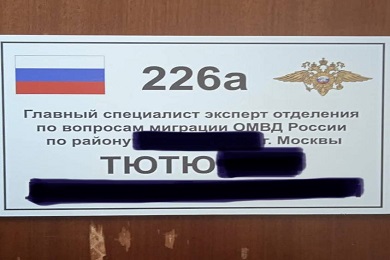 226а
Главный специалист эксперт отделения
по вопросам миграции ОМВД России
по району г. Москвы
ТЮТЮ